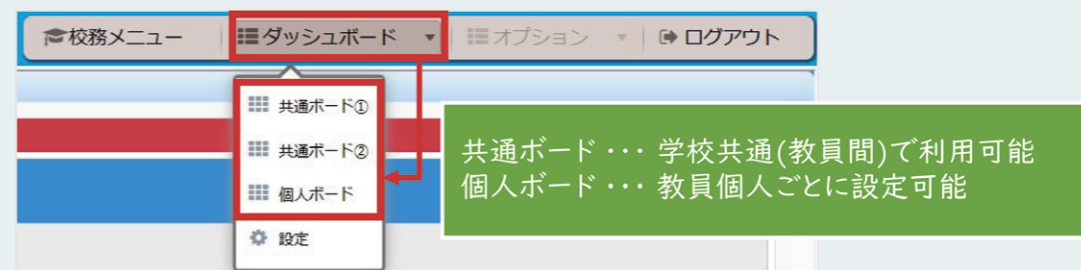 校務メニュー ダッシュボード オプション ログアウト
共通ボード①
共通ボード②
個人ボード
設定
共通ボード・・・学校共通(教員間)で利用可能
個人ボード・・・教員個人ごとに設定可能